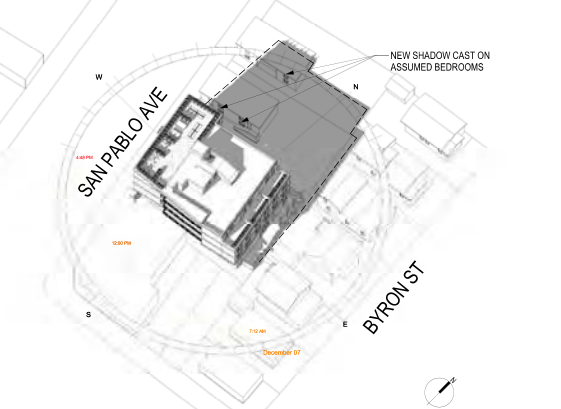 NEW SHADOW CAST ON
ASSUMED BEDROOMS
W
N
SAN PABLO AVE
4:49 PM
12:00 PM
S
7:12 AM
E
BYRON ST
December 07
N